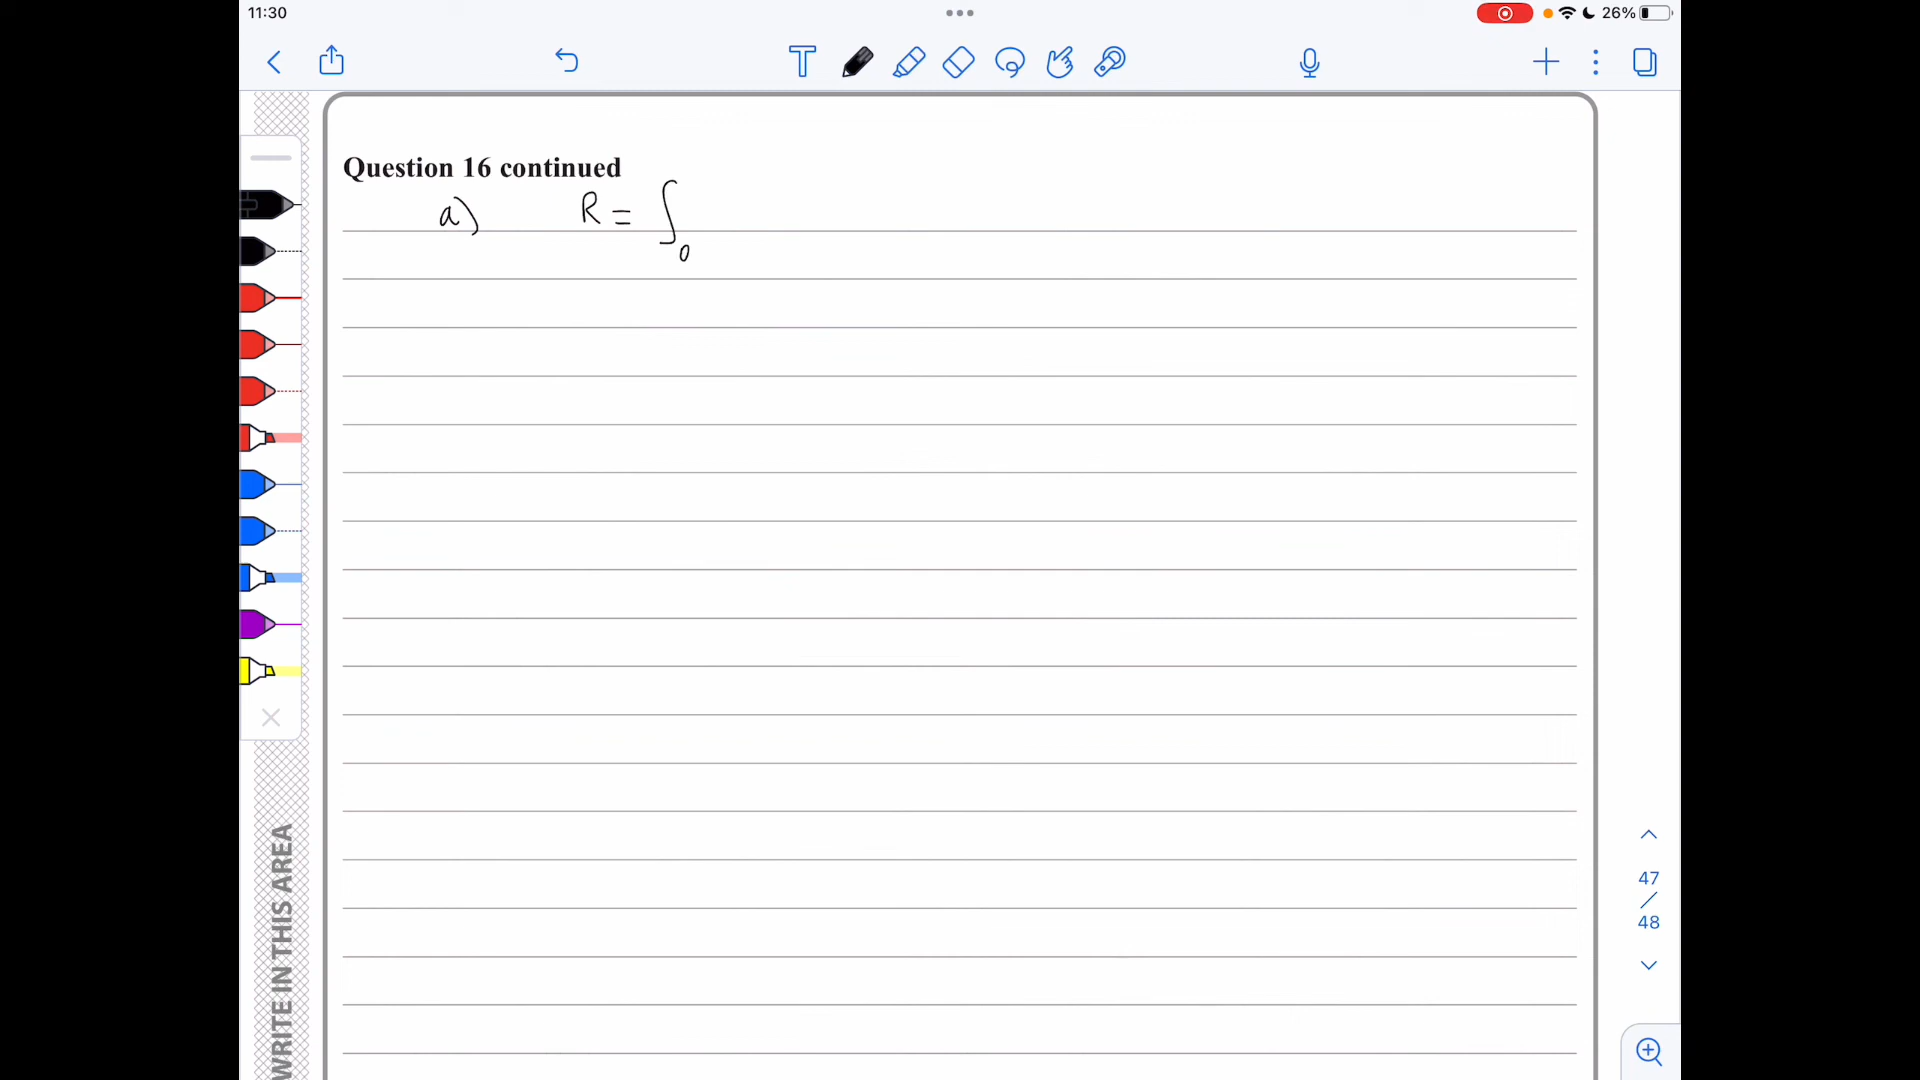 11:30
26%
Question 16 continued
a) R = ∫₀
47
/
48
WRITE IN THIS AREA